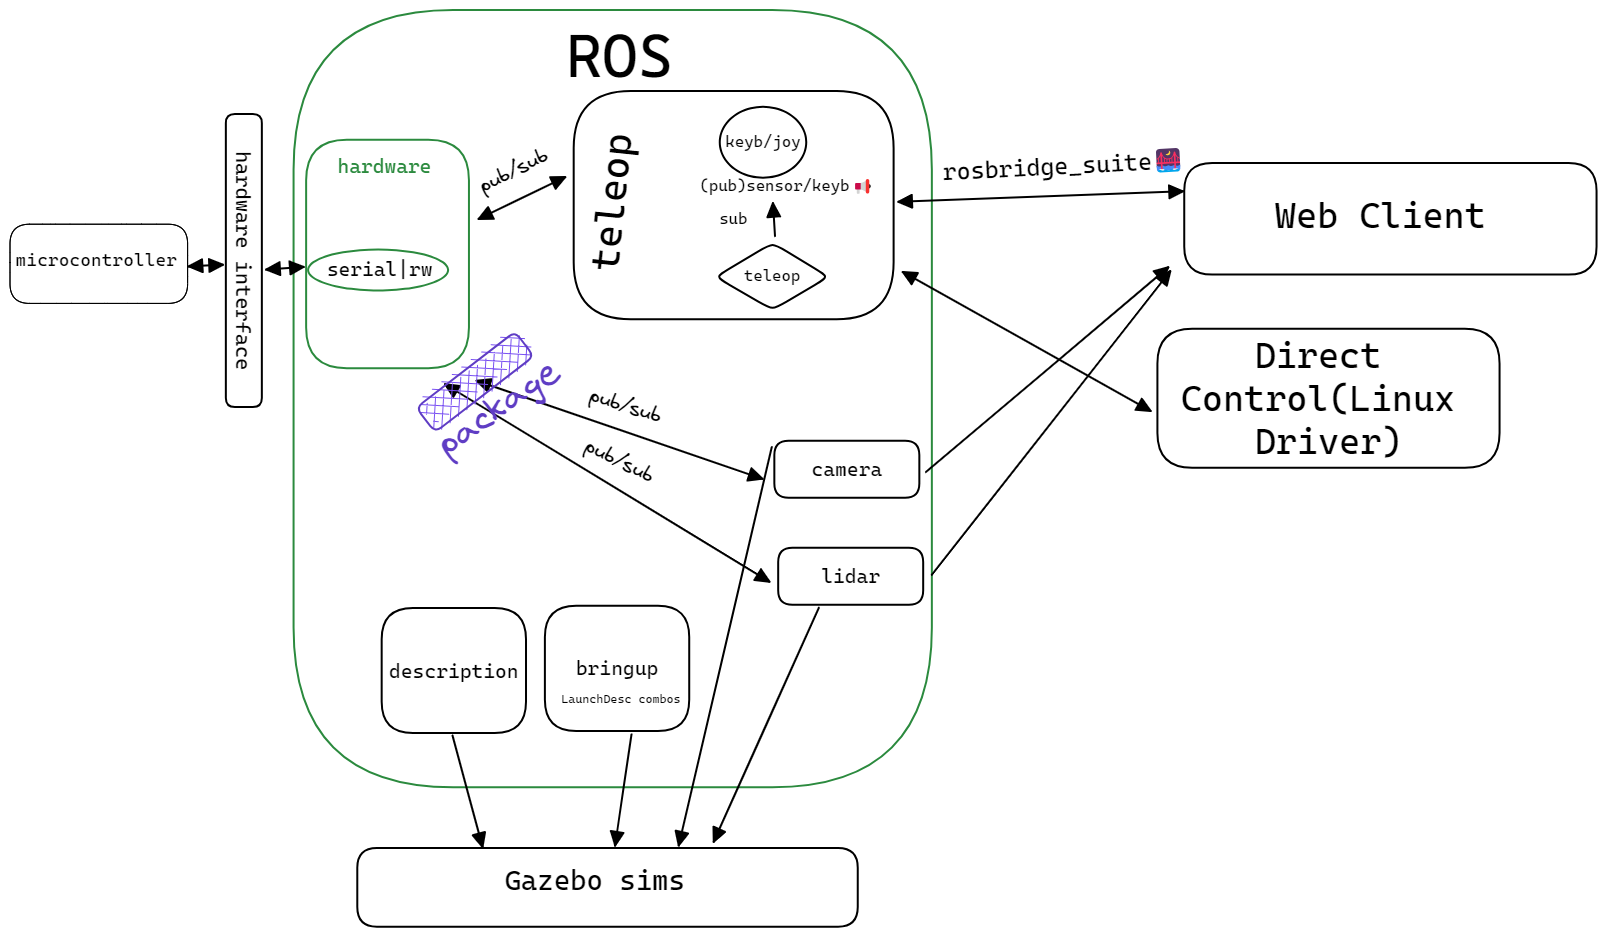 ROS
hardware
serial|rw
microcontroller
hardware interface
pub/sub
teleop
keyb/joy
(pub)sensor/keyb
sub
teleop
rosbridge_suite
Web Client
Direct
Control(Linux
Driver)
package
pub/sub
pub/sub
camera
lidar
description
bringup
LaunchDesc combos
Gazebo sims